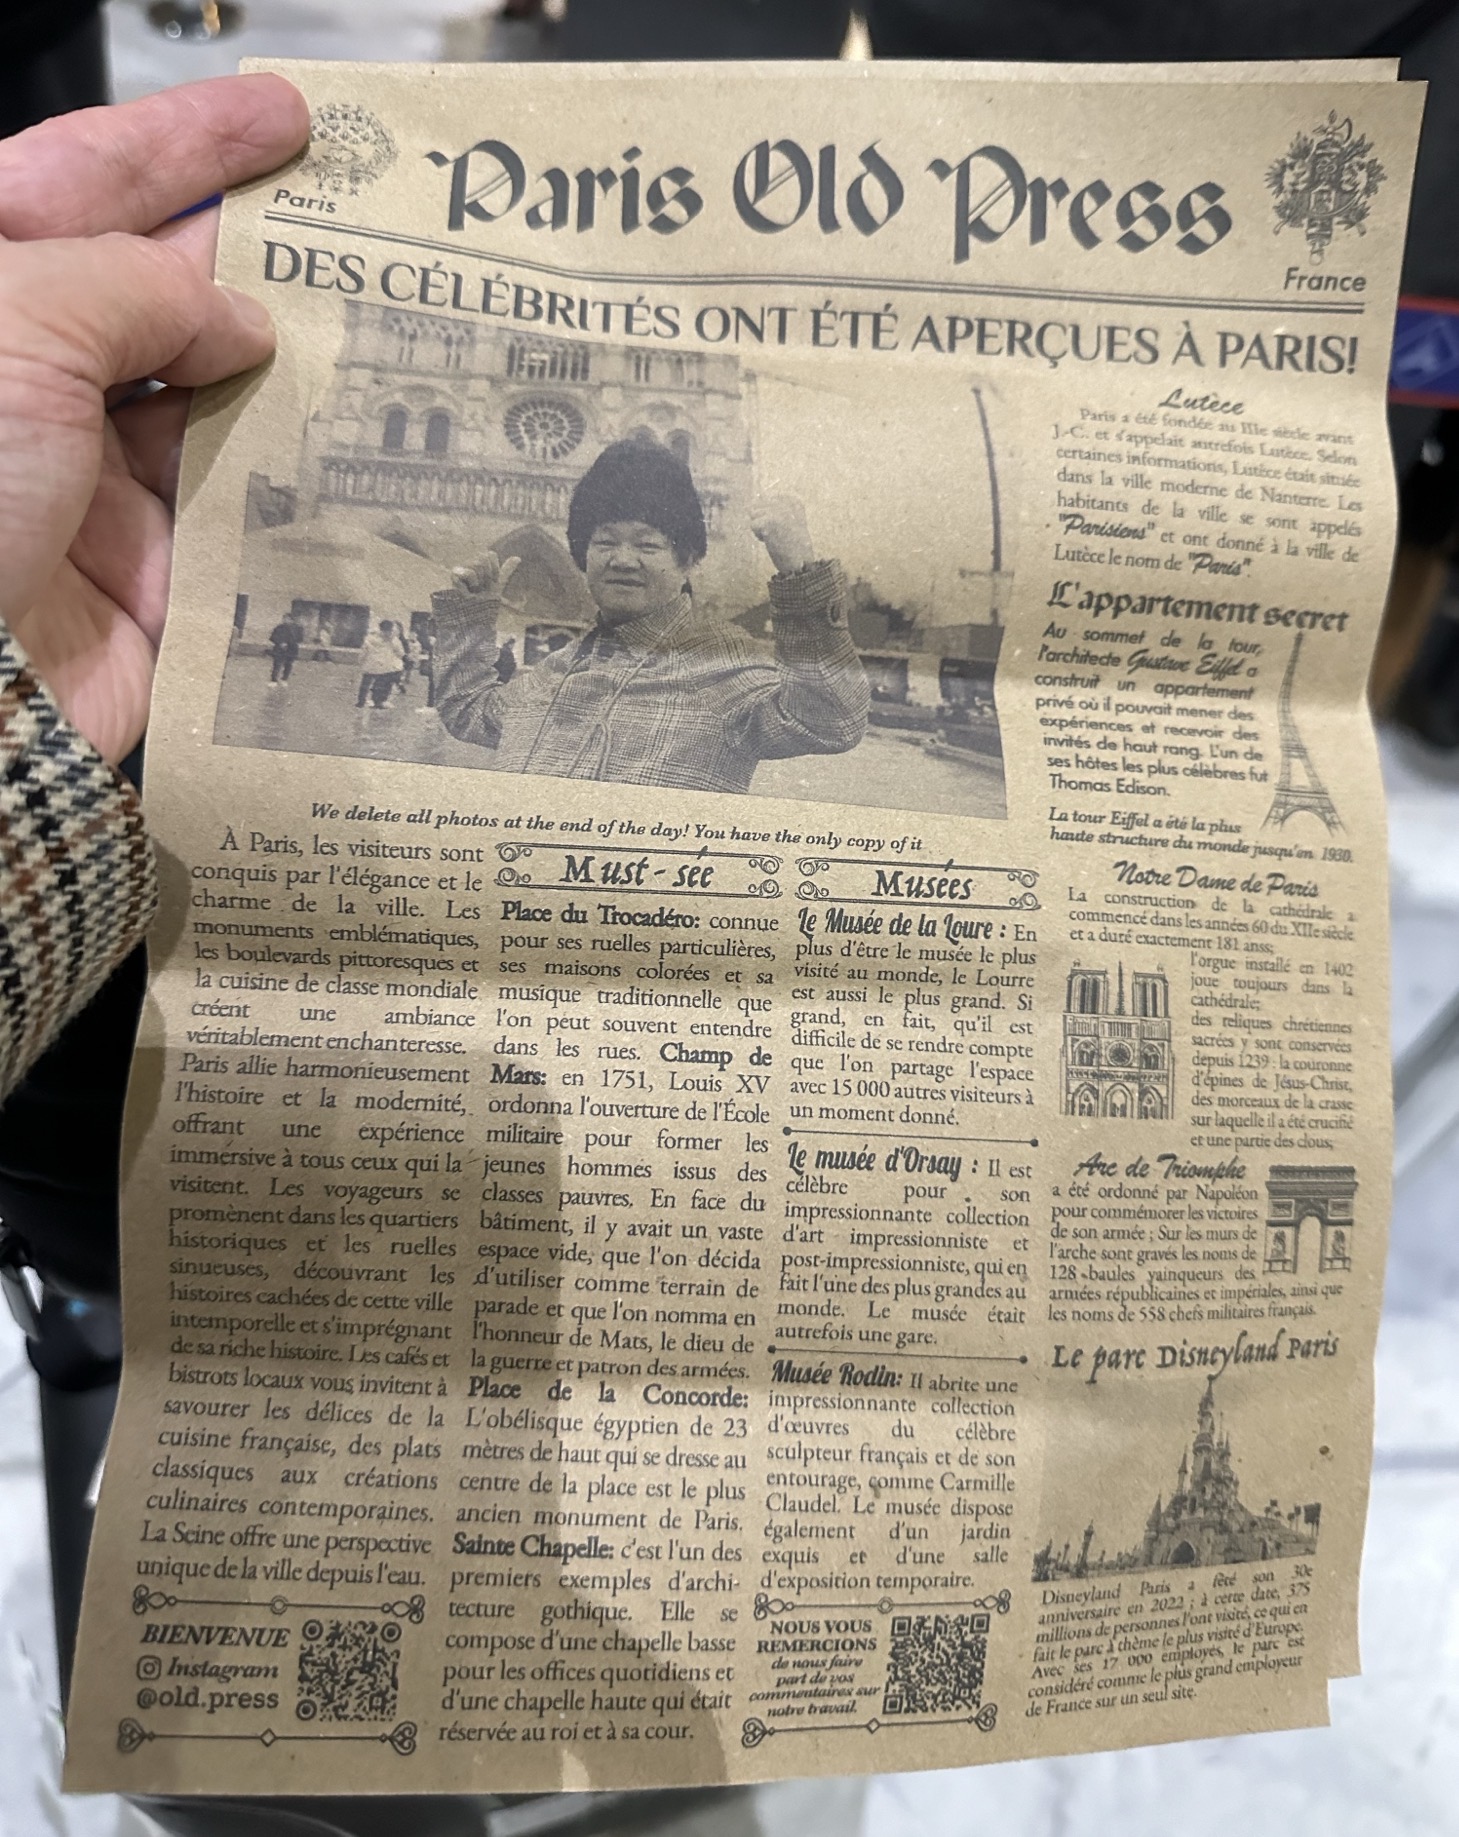 Paris
Paris Old Press
France
DES CÉLÉBRITÉS ONT ÉTÉ APERÇUES À PARIS!
We delete all photos at the end of the day! You have the only copy of it
À Paris, les visiteurs sont
conquis par l'élégance et le
charme de la ville. Les
monuments emblématiques,
les boulevards pittoresques et
la cuisine de classe mondiale
créent une ambiance
véritablement enchanteresse.
Paris allie harmonieusement
l'histoire et la modernité,
offrant une expérience
immersive à tous ceux qui la
visitent. Les voyageurs se
promènent dans les quartiers
historiques et les ruelles
sinueuses, découvrant les
histoires cachées de cette ville
intemporelle et s'imprégnant
de sa riche histoire. Les cafés et
bistrots locaux vous invitent à
savourer les délices de la
cuisine française, des plats
classiques aux créations
culinaires contemporaines.
La Seine offre une perspective
unique de la ville depuis l'eau.
BIENVENUE
Instagram
@old.press
Must-see
Place du Trocadéro: connue
pour ses ruelles particulières,
ses maisons colorées et sa
musique traditionnelle que
l'on peut souvent entendre
dans les rues. Champ de
Mars: en 1751, Louis XV
ordonna l'ouverture de l'École
militaire pour former les
jeunes hommes issus des
classes pauvres. En face du
bâtiment, il y avait un vaste
espace vide, que l'on décida
d'utiliser comme terrain de
parade et que l'on nomma en
l'honneur de Mats, le dieu de
la guerre et patron des armées.
Place de la Concorde:
L'obélisque égyptien de 23
mètres de haut qui se dresse au
centre de la place est le plus
ancien monument de Paris.
Sainte Chapelle: c'est l'un des
premiers exemples d'archi-
tecture gothique. Elle se
compose d'une chapelle basse
pour les offices quotidiens et
d'une chapelle haute qui était
réservée au roi et à sa cour.
Musées
Le Musée de la Loure : En
plus d'être le musée le plus
visité au monde, le Lourre
est aussi le plus grand. Si
grand, en fait, qu'il est
difficile de se rendre compte
que l'on partage l'espace
avec 15 000 autres visiteurs à
un moment donné.
Le musée d'Orsay : Il est
célèbre pour son
impressionnante collection
d'art impressionniste et
post-impressionniste, qui en
fait l'une des plus grandes au
monde. Le musée était
autrefois une gare.
Musée Rodin: Il abrite une
impressionnante collection
d'œuvres du célèbre
sculpteur français et de son
entourage, comme Carmille
Claudel. Le musée dispose
également d'un jardin
exquis et d'une salle
d'exposition temporaire.
NOUS VOUS
REMERCIONS
de nous faire
part de vos
commentaires sur
notre travail.
Lutèce
Paris a été fondée au IIIe siècle avant
J.-C. et s'appelait autrefois Lutèce. Selon
certaines informations, Lutèce était située
dans la ville moderne de Nanterre. Les
habitants de la ville se sont appelés
"Parisiens" et ont donné à la ville de
Lutèce le nom de "Paris".
L'appartement secret
Au sommet de la tour,
l'architecte Gustave Eiffel a
construit un appartement
privé où il pouvait mener des
expériences et recevoir des
invités de haut rang. L'un de
ses hôtes les plus célèbres fut
Thomas Edison.
La tour Eiffel a été la plus
haute structure du monde jusqu'en 1930.
Notre Dame de Paris
La construction de la cathédrale a
commencé dans les années 60 du XIIe siècle
et a duré exactement 181 anss;
l'orgue installé en 1402
joue toujours dans la
cathédrale;
des reliques chrétiennes
sacrées y sont conservées
depuis 1239 : la couronne
d'épines de Jésus-Christ,
des morceaux de la crasse
sur laquelle il a été crucifié
et une partie des clous;
Arc de Triomphe
a été ordonné par Napoléon
pour commémorer les victoires
de son armée ; Sur les murs de
l'arche sont gravés les noms de
128 baules vainqueurs des
armées républicaines et impériales, ainsi que
les noms de 558 chefs militaires français.
Le parc Disneyland Paris
Disneyland Paris a fêté son 30e
anniversaire en 2022 ; à cette date, 375
millions de personnes l'ont visité, ce qui en
fait le parc à thème le plus visité d'Europe.
Avec ses 17 000 employés, le parc est
considéré comme le plus grand employeur
de France sur un seul site.